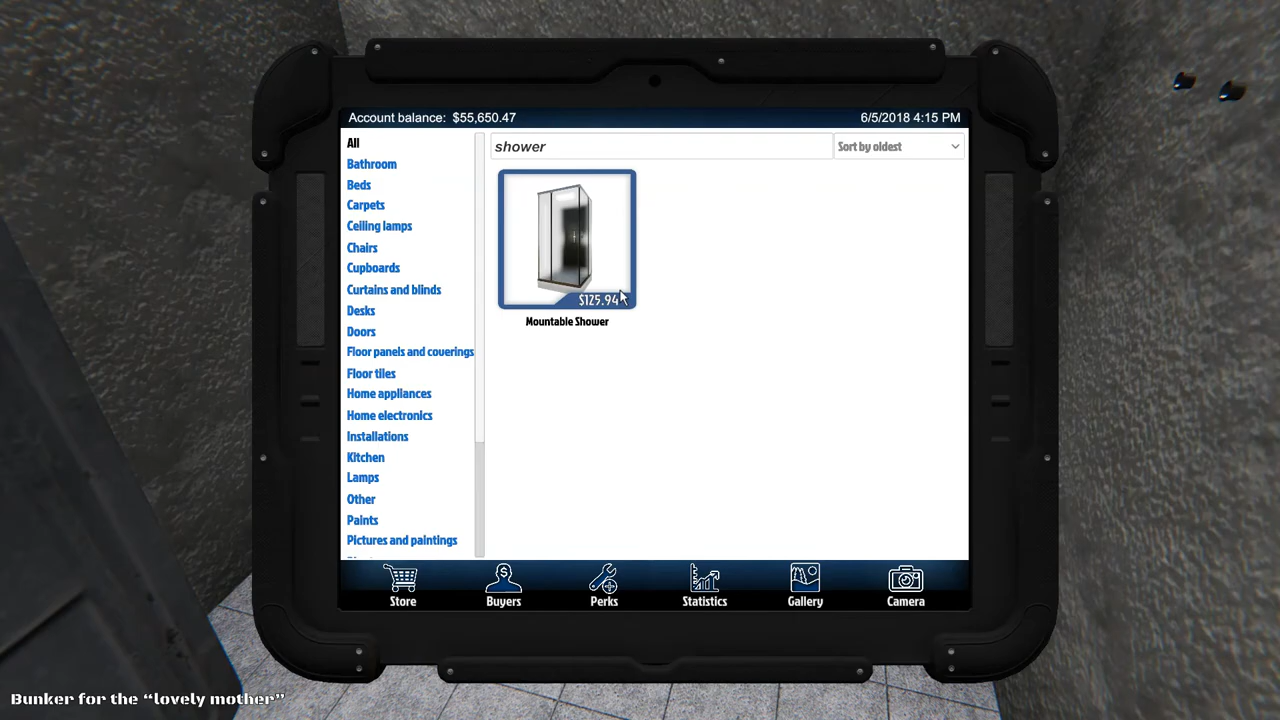 Account balance: $55,650.47
6/5/2018 4:15 PM
All
Bathroom
Beds
Carpets
Ceiling lamps
Chairs
Cupboards
Curtains and blinds
Desks
Doors
Floor panels and coverings
Floor tiles
Home appliances
Home electronics
Installations
Kitchen
Lamps
Other
Paints
Pictures and paintings
shower
Sort by oldest
$125.94
Mountable Shower
Store
Buyers
Perks
Statistics
Gallery
Camera
Bunker for the “lovely mother”